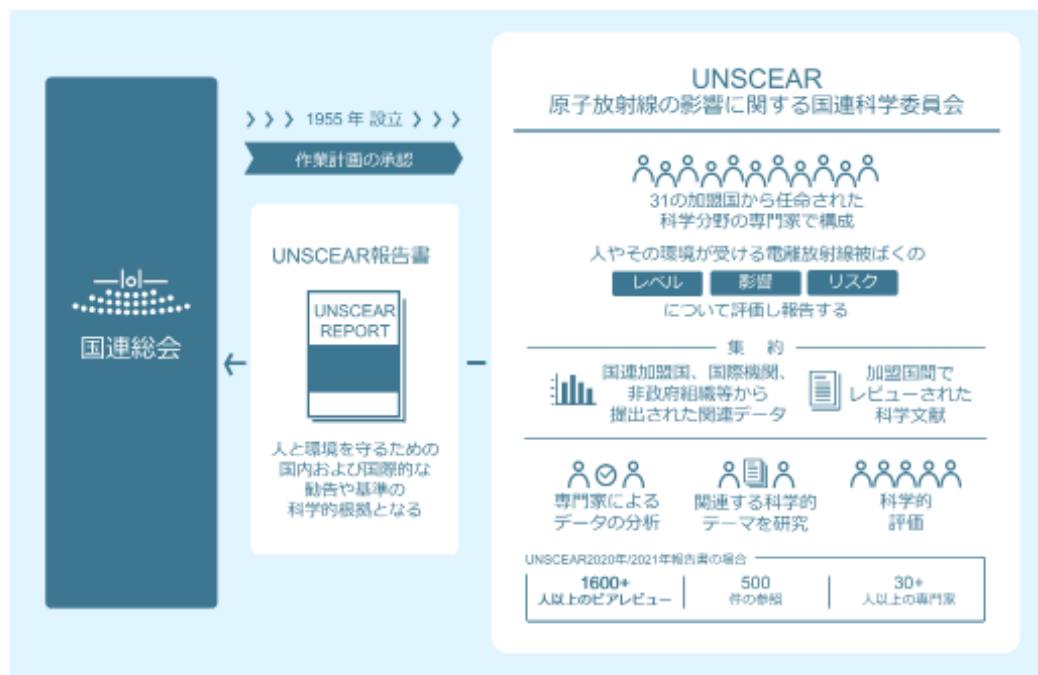 国連総会
1955 年 設立
作業計画の承認
UNSCEAR報告書
UNSCEAR
REPORT
人と環境を守るための
国内および国際的な
勧告や基準の
科学的根拠となる
UNSCEAR
原子放射線の影響に関する国連科学委員会
31の加盟国から任命された
科学分野の専門家で構成
人やその環境が受ける電離放射線被ばくの
レベル 影響 リスク
について評価し報告する
集 約
国連加盟国、国際機関、
非政府組織等から
提出された関連データ
加盟国間で
レビューされた
科学文献
専門家による
データの分析
関連する科学的
テーマを研究
科学的
評価
UNSCEAR2020年/2021年報告書の場合
1600+
人以上のピアレビュー
500
件の参照
30+
人以上の専門家